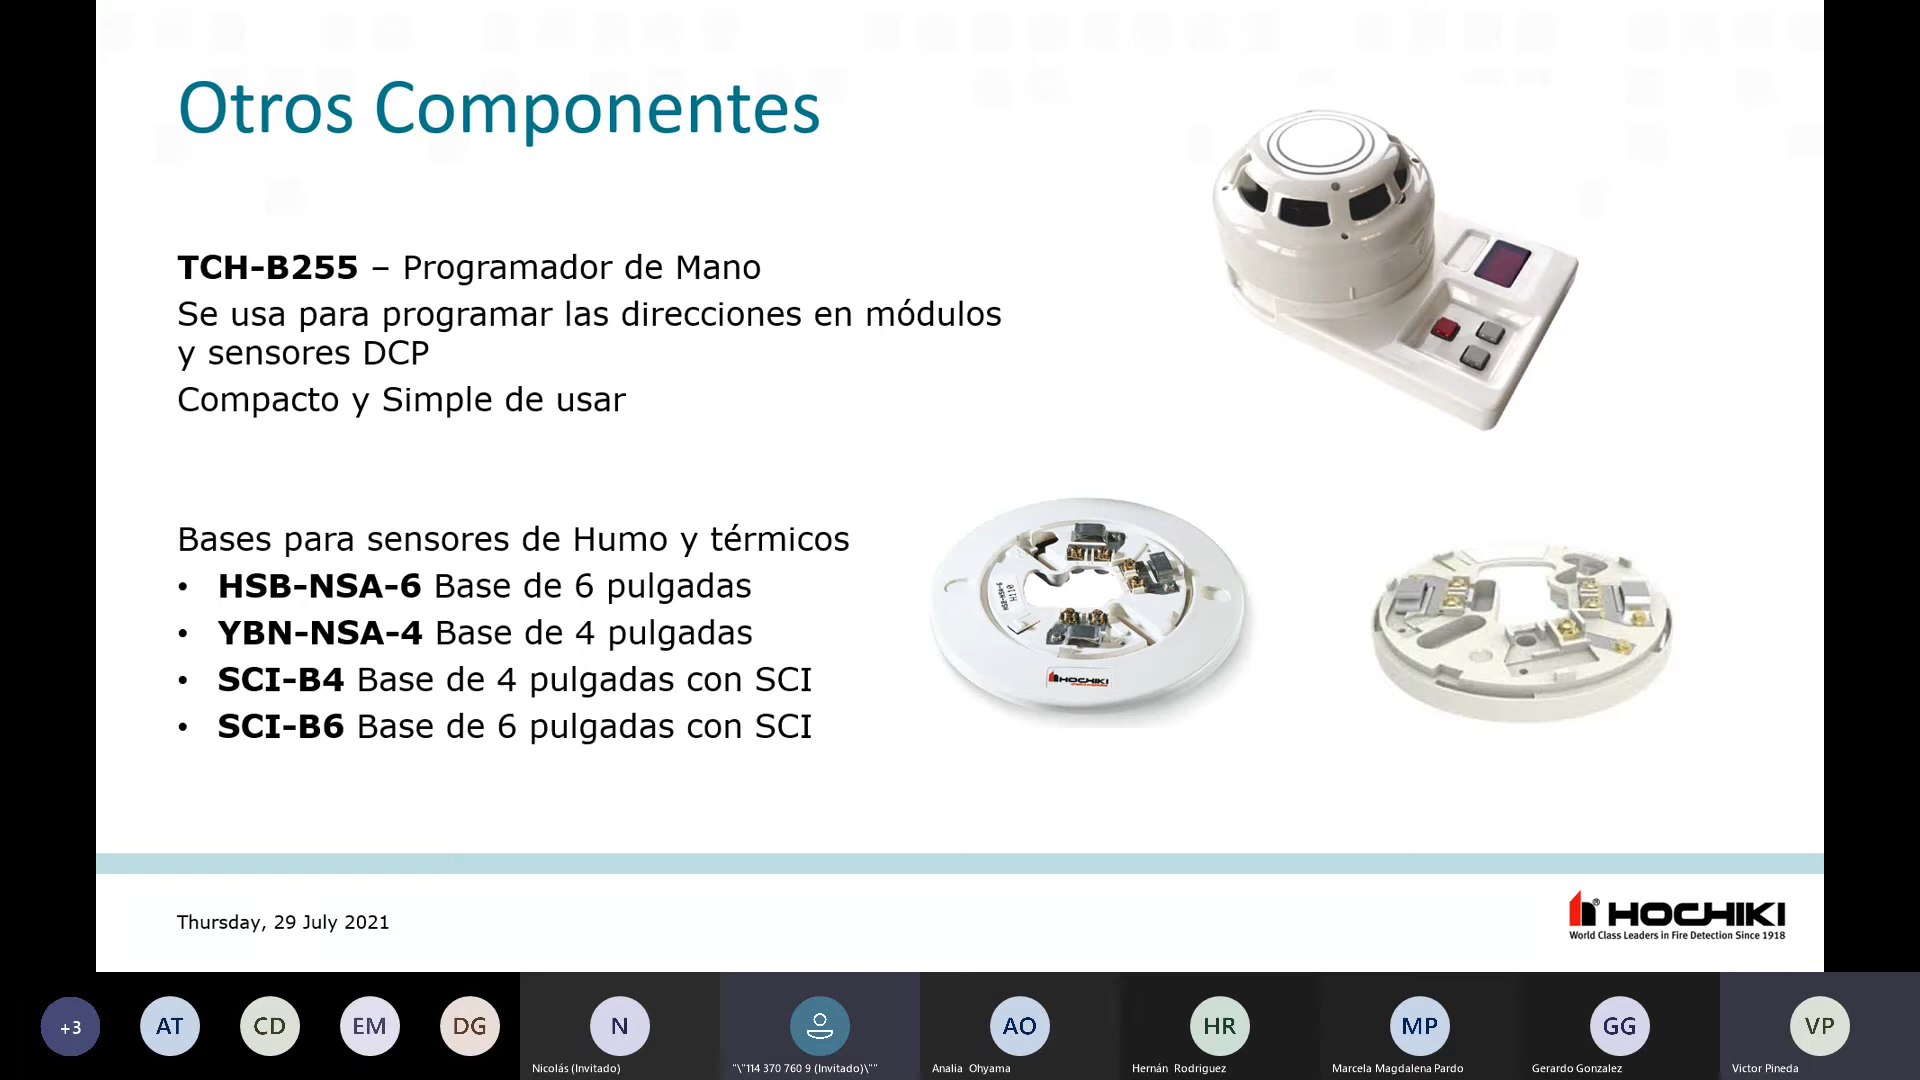 Otros Componentes
TCH-B255 – Programador de Mano
Se usa para programar las direcciones en módulos
y sensores DCP
Compacto y Simple de usar
Bases para sensores de Humo y térmicos
• HSB-NSA-6 Base de 6 pulgadas
• YBN-NSA-4 Base de 4 pulgadas
• SCI-B4 Base de 4 pulgadas con SCI
• SCI-B6 Base de 6 pulgadas con SCI
HSB-NSA-6
H110
HOCHIKI
Thursday, 29 July 2021
HOCHIKI
World Class Leaders in Fire Detection Since 1918
+3
AT
CD
EM
DG
N
AO
HR
MP
GG
VP
Nicolás (Invitado)
"\"114 370 760 9 (Invitado)\""
Analia Ohyama
Hernán Rodriguez
Marcela Magdalena Pardo
Gerardo Gonzalez
Victor Pineda